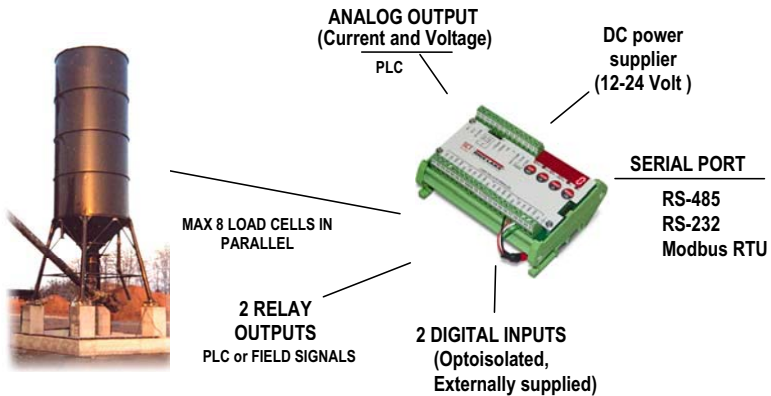 ANALOG OUTPUT
(Current and Voltage)
PLC
DC power
supplier
(12-24 Volt )
SERIAL PORT
RS-485
RS-232
Modbus RTU
MAX 8 LOAD CELLS IN
PARALLEL
2 RELAY
OUTPUTS
PLC or FIELD SIGNALS
2 DIGITAL INPUTS
(Optoisolated,
Externally supplied)